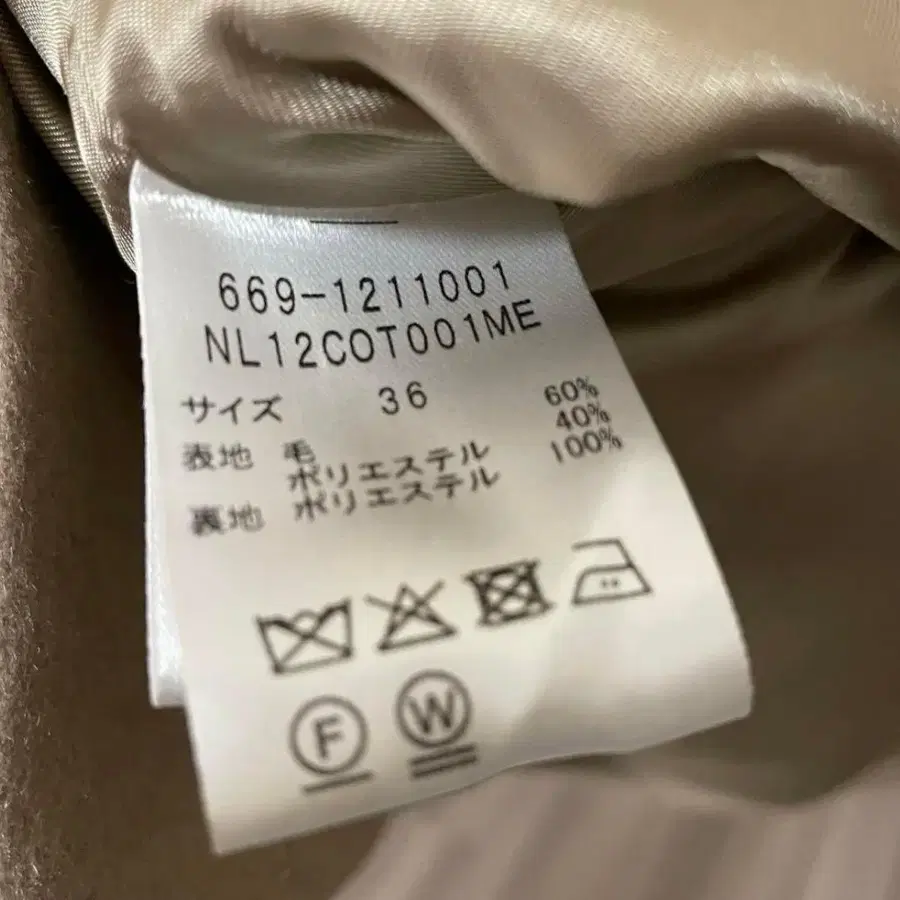 669-1211001
NL12COT001ME
サイズ 36
表地 毛 60%
ポリエステル 40%
裏地 ポリエステル 100%
F W